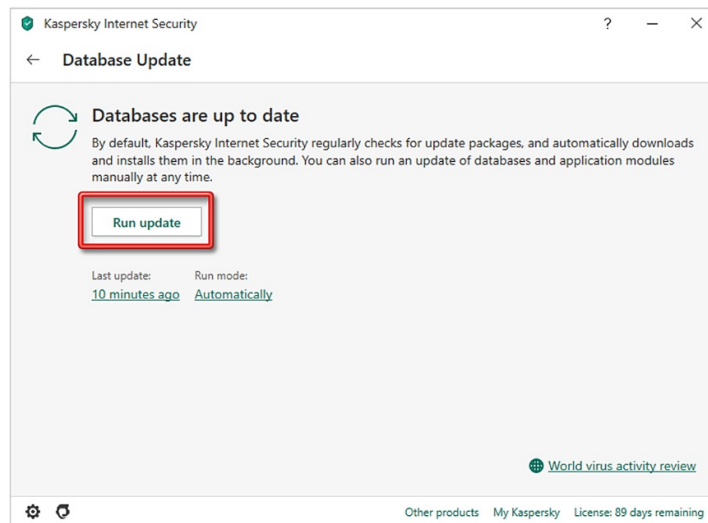 Kaspersky Internet Security
?
Database Update
Databases are up to date
By default, Kaspersky Internet Security regularly checks for update packages, and automatically downloads
and installs them in the background. You can also run an update of databases and application modules
manually at any time.
Run update
Last update: Run mode:
10 minutes ago Automatically
World virus activity review
Other products My Kaspersky License: 89 days remaining